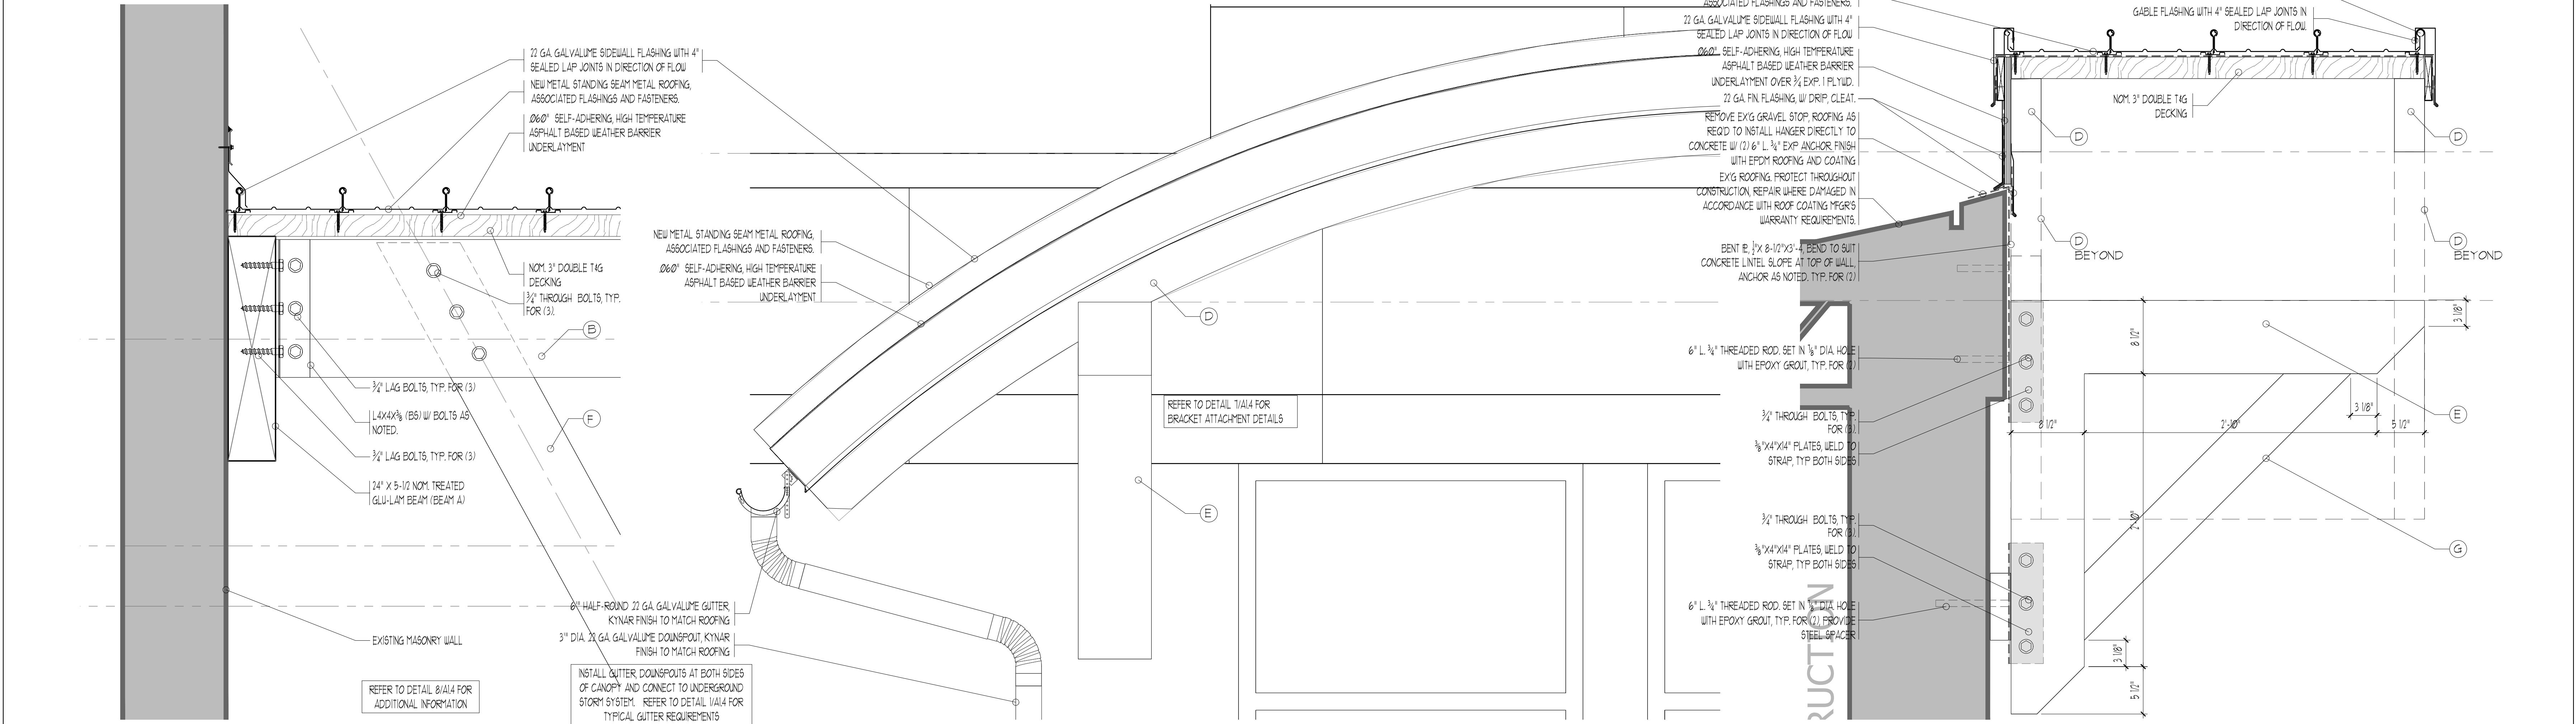 22 GA. GALVALUME SIDEWALL FLASHING WITH 4"
SEALED LAP JOINTS IN DIRECTION OF FLOW
NEW METAL STANDING SEAM METAL ROOFING,
ASSOCIATED FLASHINGS AND FASTENERS.
.060" SELF-ADHERING, HIGH TEMPERATURE
ASPHALT BASED WEATHER BARRIER
UNDERLAYMENT
NOM. 3" DOUBLE T&G
DECKING
3/4" THROUGH BOLTS, TYP.
FOR (3).
B
3/4" LAG BOLTS, TYP. FOR (3)
L4X4X3/8 (BS) W/ BOLTS AS
NOTED.
F
3/4" LAG BOLTS, TYP. FOR (3)
24" X 5-1/2 NOM. TREATED
GLU-LAM BEAM (BEAM A)
EXISTING MASONRY WALL
REFER TO DETAIL 8/A1.4 FOR
ADDITIONAL INFORMATION
NEW METAL STANDING SEAM METAL ROOFING,
ASSOCIATED FLASHINGS AND FASTENERS.
.060" SELF-ADHERING, HIGH TEMPERATURE
ASPHALT BASED WEATHER BARRIER
UNDERLAYMENT
D
REFER TO DETAIL 7/A1.4 FOR
BRACKET ATTACHMENT DETAILS
E
6" HALF-ROUND 22 GA. GALVALUME GUTTER,
KYNAR FINISH TO MATCH ROOFING
3" DIA. 22 GA. GALVALUME DOWNSPOUT, KYNAR
FINISH TO MATCH ROOFING
INSTALL GUTTER, DOWNSPOUTS AT BOTH SIDES
OF CANOPY AND CONNECT TO UNDERGROUND
STORM SYSTEM. REFER TO DETAIL 1/A1.4 FOR
TYPICAL GUTTER REQUIREMENTS
ASSOCIATED FLASHINGS AND FASTENERS.
22 GA. GALVALUME SIDEWALL FLASHING WITH 4"
SEALED LAP JOINTS IN DIRECTION OF FLOW
.060" SELF-ADHERING, HIGH TEMPERATURE
ASPHALT BASED WEATHER BARRIER
UNDERLAYMENT OVER 3/4 EXP. 1 PLYWD.
22 GA. FIN. FLASHING, W/ DRIP, CLEAT.
REMOVE EX'G GRAVEL STOP, ROOFING AS
REQ'D TO INSTALL HANGER DIRECTLY TO
CONCRETE W/ (2) 6" L. 3/4" EXP ANCHOR. FINISH
WITH EPDM ROOFING AND COATING
EX'G ROOFING. PROTECT THROUGHOUT
CONSTRUCTION, REPAIR WHERE DAMAGED IN
ACCORDANCE WITH ROOF COATING MFGR'S
WARRANTY REQUIREMENTS.
BENT PL, 1/2"X 8-1/2"X3'-4, BEND TO SUIT
CONCRETE LINTEL SLOPE AT TOP OF WALL,
ANCHOR AS NOTED. TYP. FOR (2)
6" L. 3/4" THREADED ROD. SET IN 7/8" DIA. HOLE
WITH EPOXY GROUT, TYP. FOR (2)
3/4" THROUGH BOLTS, TYP.
FOR (3).
3/8"X4"X14" PLATES, WELD TO
STRAP, TYP BOTH SIDES
3/4" THROUGH BOLTS, TYP.
FOR (3).
3/8"X4"X14" PLATES, WELD TO
STRAP, TYP BOTH SIDES
6" L. 3/4" THREADED ROD. SET IN 7/8" DIA. HOLE
WITH EPOXY GROUT, TYP. FOR (2) PROVIDE
STEEL SPACER
RUCTION
GABLE FLASHING WITH 4" SEALED LAP JOINTS IN
DIRECTION OF FLOW.
NOM. 3" DOUBLE T&G
DECKING
D
D
D
BEYOND
D
BEYOND
3 1/8"
8 1/2"
3 1/8"
8 1/2"
2'-10"
5 1/2"
E
2'-10"
G
3 1/8"
5 1/2"